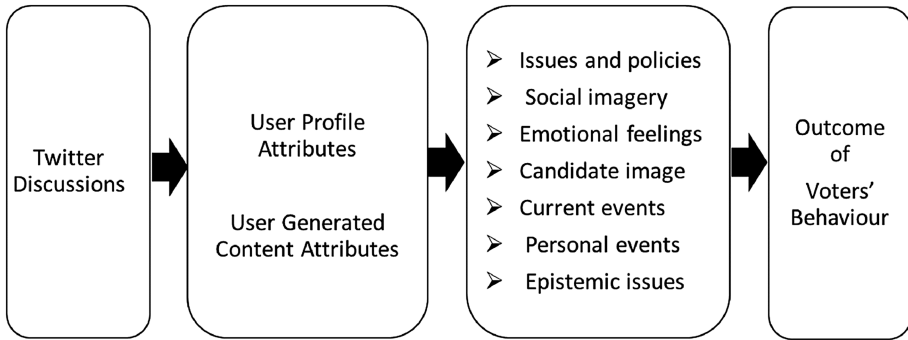 Twitter
Discussions
User Profile
Attributes
User Generated
Content Attributes
➢ Issues and policies
➢ Social imagery
➢ Emotional feelings
➢ Candidate image
➢ Current events
➢ Personal events
➢ Epistemic issues
Outcome
of
Voters’
Behaviour